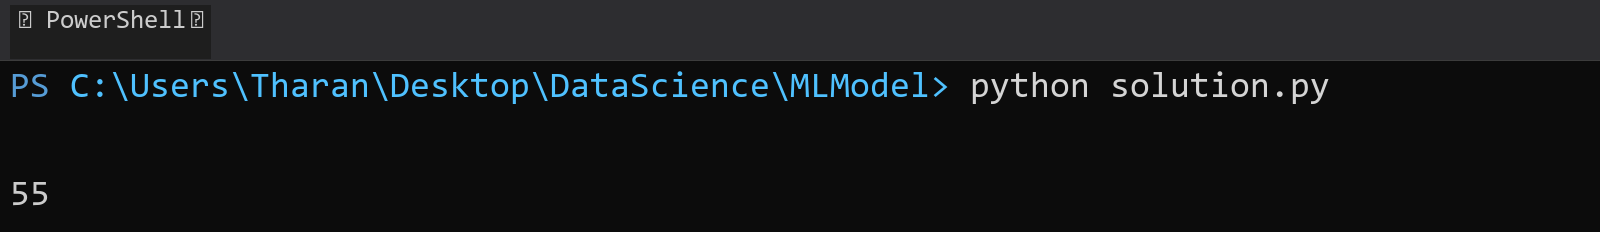 PowerShell
PS C:\Users\Tharan\Desktop\DataScience\MLModel> python solution.py
55